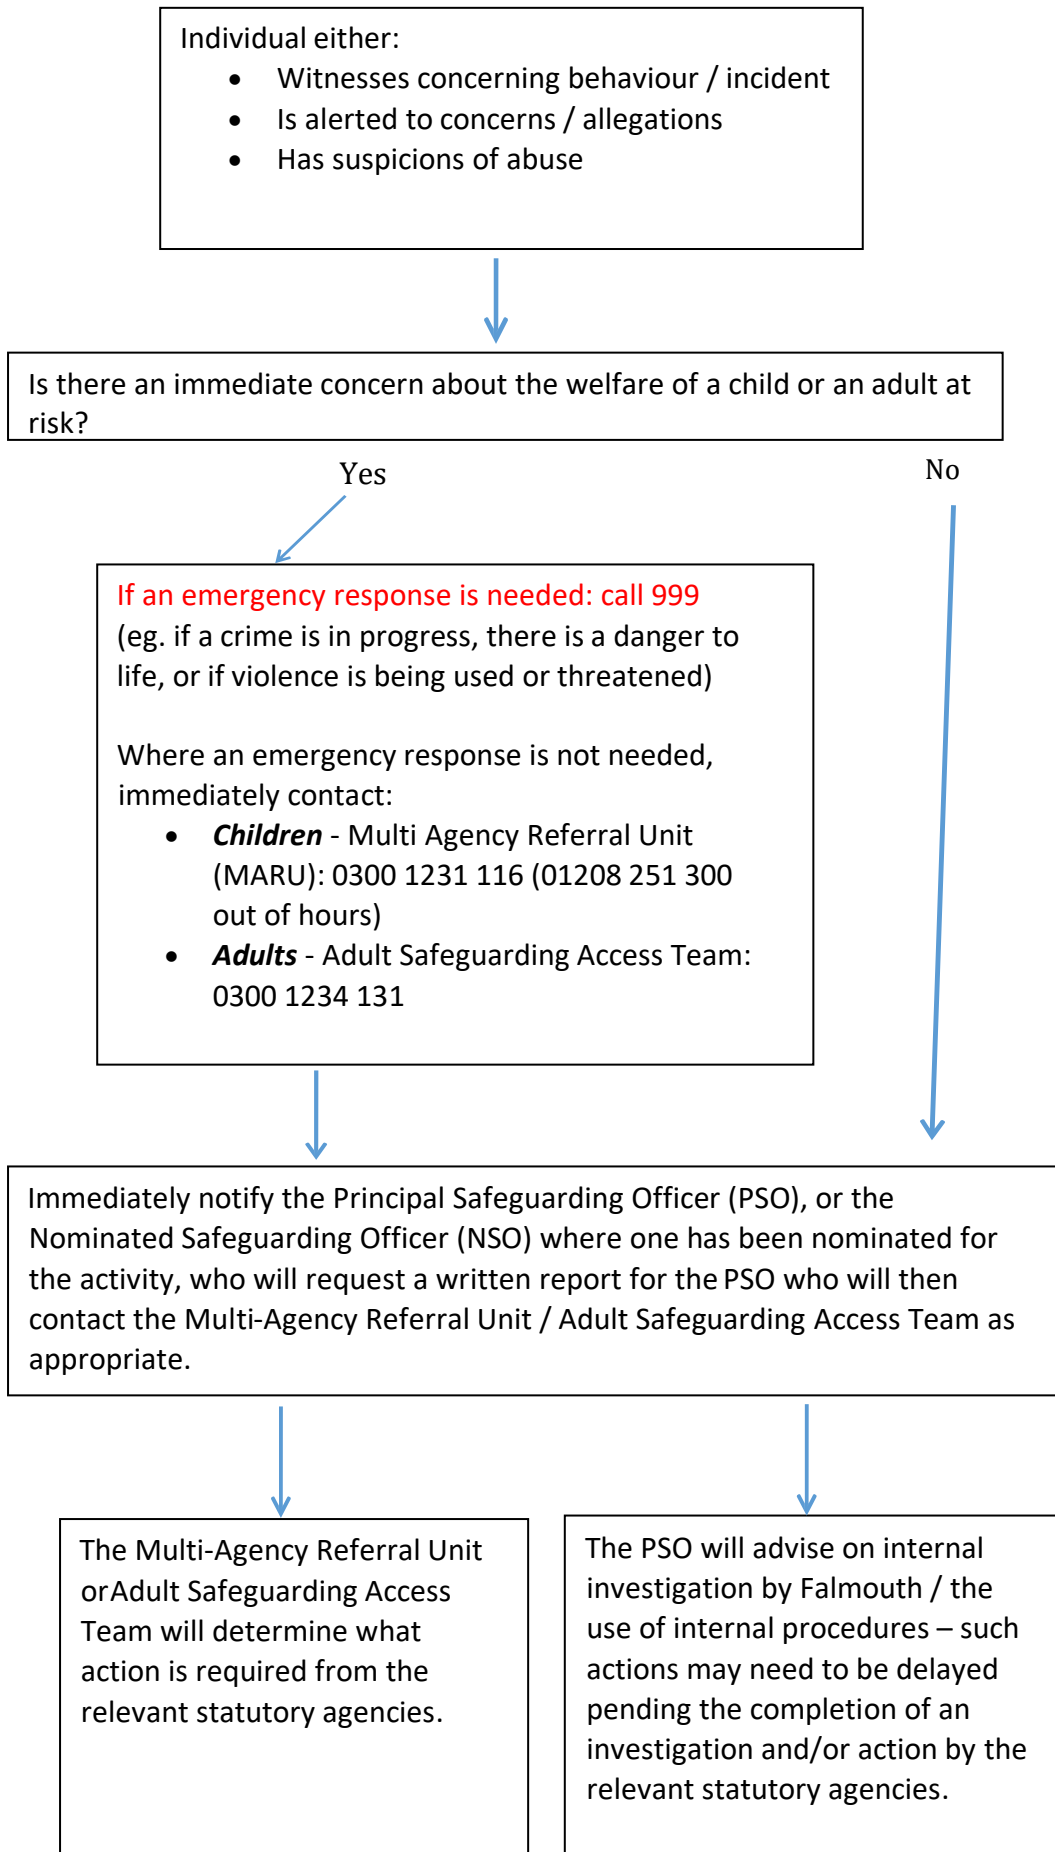 Individual either:
• Witnesses concerning behaviour / incident
• Is alerted to concerns / allegations
• Has suspicions of abuse
Is there an immediate concern about the welfare of a child or an adult at
risk?
Yes
No
If an emergency response is needed: call 999
(eg. if a crime is in progress, there is a danger to
life, or if violence is being used or threatened)
Where an emergency response is not needed,
immediately contact:
• Children - Multi Agency Referral Unit
(MARU): 0300 1231 116 (01208 251 300
out of hours)
• Adults - Adult Safeguarding Access Team:
0300 1234 131
Immediately notify the Principal Safeguarding Officer (PSO), or the
Nominated Safeguarding Officer (NSO) where one has been nominated for
the activity, who will request a written report for the PSO who will then
contact the Multi-Agency Referral Unit / Adult Safeguarding Access Team as
appropriate.
The Multi-Agency Referral Unit
orAdult Safeguarding Access
Team will determine what
action is required from the
relevant statutory agencies.
The PSO will advise on internal
investigation by Falmouth / the
use of internal procedures – such
actions may need to be delayed
pending the completion of an
investigation and/or action by the
relevant statutory agencies.